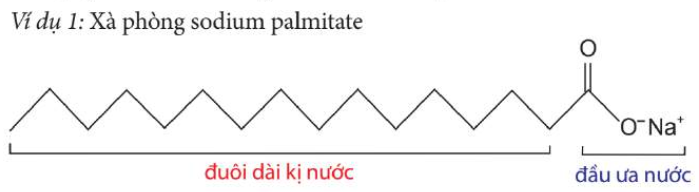 Ví dụ 1: Xà phòng sodium palmitate
O
O⁻Na⁺
đuôi dài kị nước
đầu ưa nước